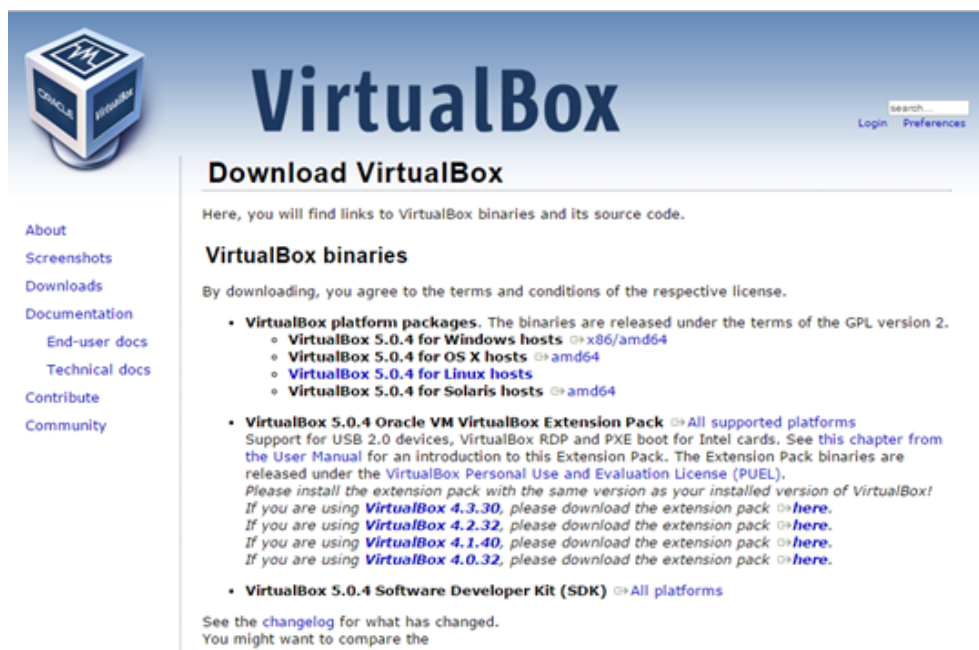 ORACLE
VirtualBox
VirtualBox
search...
Login Preferences
Download VirtualBox
Here, you will find links to VirtualBox binaries and its source code.
About
Screenshots
Downloads
Documentation
End-user docs
Technical docs
Contribute
Community
VirtualBox binaries
By downloading, you agree to the terms and conditions of the respective license.
• VirtualBox platform packages. The binaries are released under the terms of the GPL version 2.
◦ VirtualBox 5.0.4 for Windows hosts x86/amd64
◦ VirtualBox 5.0.4 for OS X hosts amd64
◦ VirtualBox 5.0.4 for Linux hosts
◦ VirtualBox 5.0.4 for Solaris hosts amd64
• VirtualBox 5.0.4 Oracle VM VirtualBox Extension Pack All supported platforms
Support for USB 2.0 devices, VirtualBox RDP and PXE boot for Intel cards. See this chapter from
the User Manual for an introduction to this Extension Pack. The Extension Pack binaries are
released under the VirtualBox Personal Use and Evaluation License (PUEL).
Please install the extension pack with the same version as your installed version of VirtualBox!
If you are using VirtualBox 4.3.30, please download the extension pack here.
If you are using VirtualBox 4.2.32, please download the extension pack here.
If you are using VirtualBox 4.1.40, please download the extension pack here.
If you are using VirtualBox 4.0.32, please download the extension pack here.
• VirtualBox 5.0.4 Software Developer Kit (SDK) All platforms
See the changelog for what has changed.
You might want to compare the